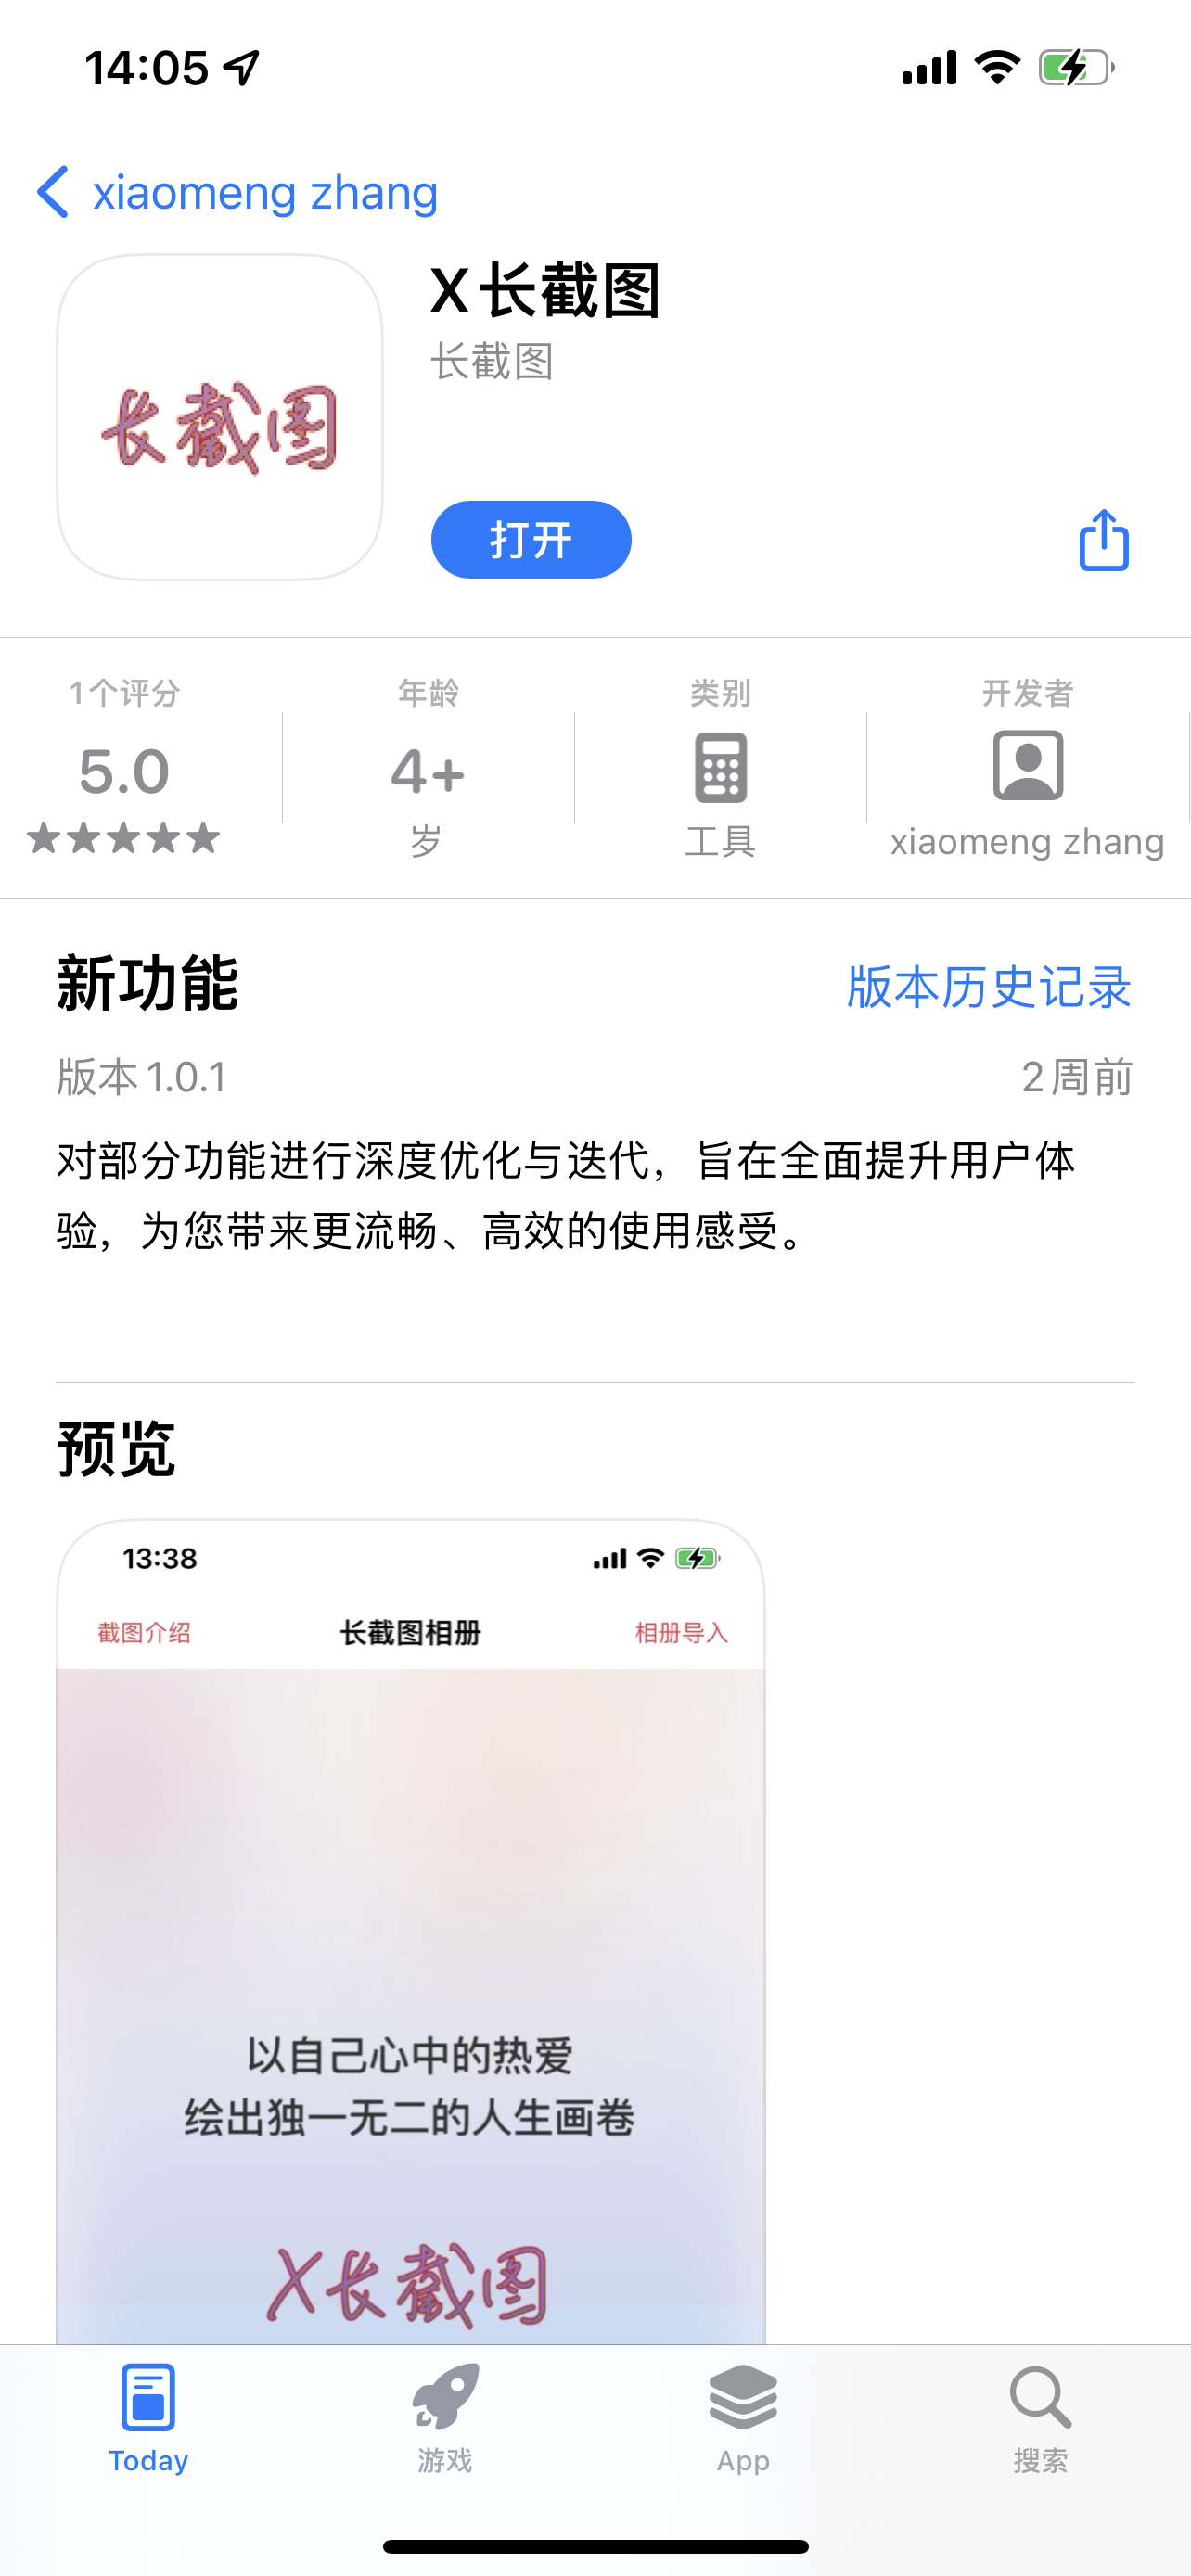 14:05
xiaomeng zhang
长截图
X长截图
长截图
打开
1个评分
5.0
★★★★★
年龄
4+
岁
类别
工具
开发者
xiaomeng zhang
新功能
版本历史记录
版本 1.0.1
2周前
对部分功能进行深度优化与迭代，旨在全面提升用户体
验，为您带来更流畅、高效的使用感受。
预览
13:38
截图介绍
长截图相册
相册导入
以自己心中的热爱
绘出独一无二的人生画卷
X长截图
Today
游戏
App
搜索